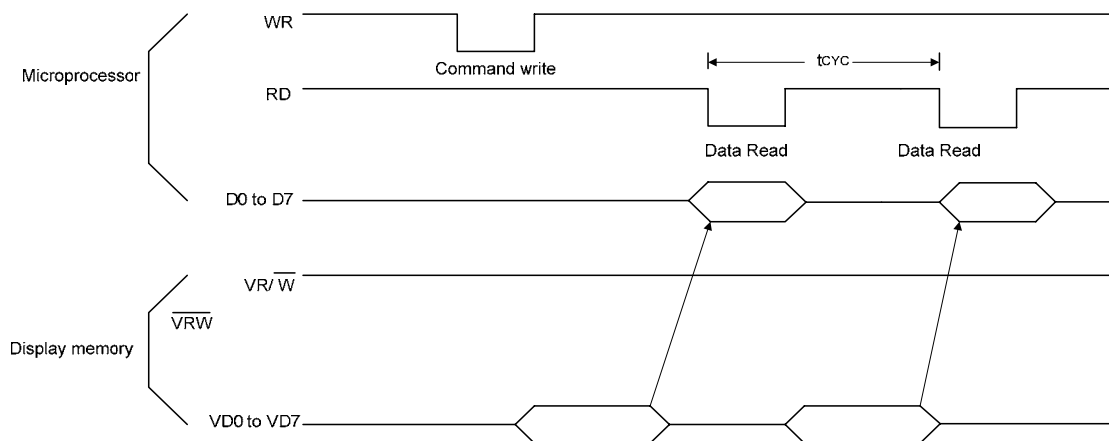 WR
Command write
Microprocessor
tCYC
RD
Data Read
Data Read
D0 to D7
VR/ W̅
V̅R̅W̅
Display memory
VD0 to VD7